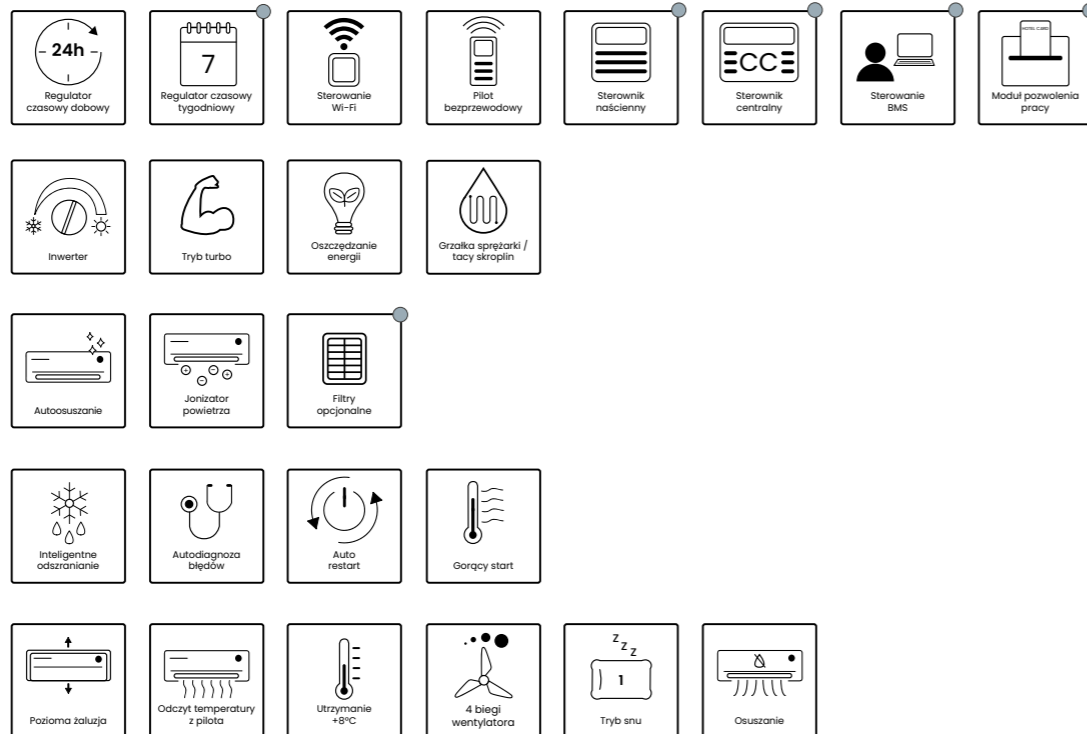 24h
Regulator
czasowy dobowy
7
Regulator czasowy
tygodniowy
Sterowanie
Wi-Fi
Pilot
bezprzewodowy
Sterownik
naścienny
CC
Sterownik
centralny
Sterowanie
BMS
HOTEL CARD
Moduł pozwolenia
pracy
Inwerter
Tryb turbo
Oszczędzanie
energii
Grzałka sprężarki /
tacy skroplin
Autoosuszanie
Jonizator
powietrza
Filtry
opcjonalne
Inteligentne
odszranianie
Autodiagnoza
błędów
Auto
restart
Gorący start
Pozioma żaluzja
Odczyt temperatury
z pilota
Utrzymanie
+8°C
4 biegi
wentylatora
z z z
1
Tryb snu
Osuszanie